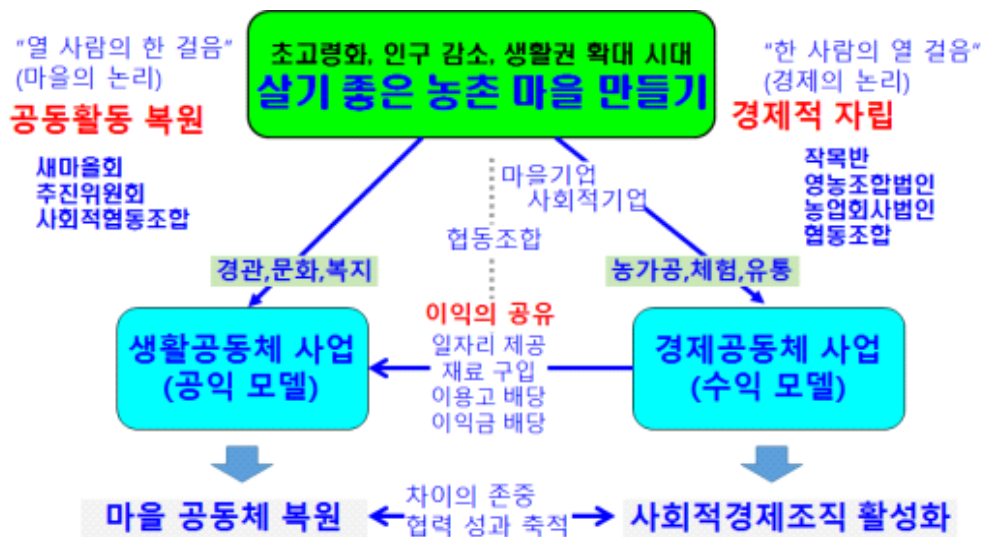 "열 사람의 한 걸음"
(마을의 논리)
공동활동 복원
새마을회
추진위원회
사회적협동조합
초고령화, 인구 감소, 생활권 확대 시대
살기 좋은 농촌 마을 만들기
"한 사람의 열 걸음"
(경제의 논리)
경제적 자립
작목반
영농조합법인
농업회사법인
협동조합
마을기업
사회적기업
협동조합
경관,문화,복지
농가공,체험,유통
생활공동체 사업
(공익 모델)
이익의 공유
일자리 제공
재료 구입
이용고 배당
이익금 배당
경제공동체 사업
(수익 모델)
마을 공동체 복원
차이의 존중
협력 성과 축적
사회적경제조직 활성화